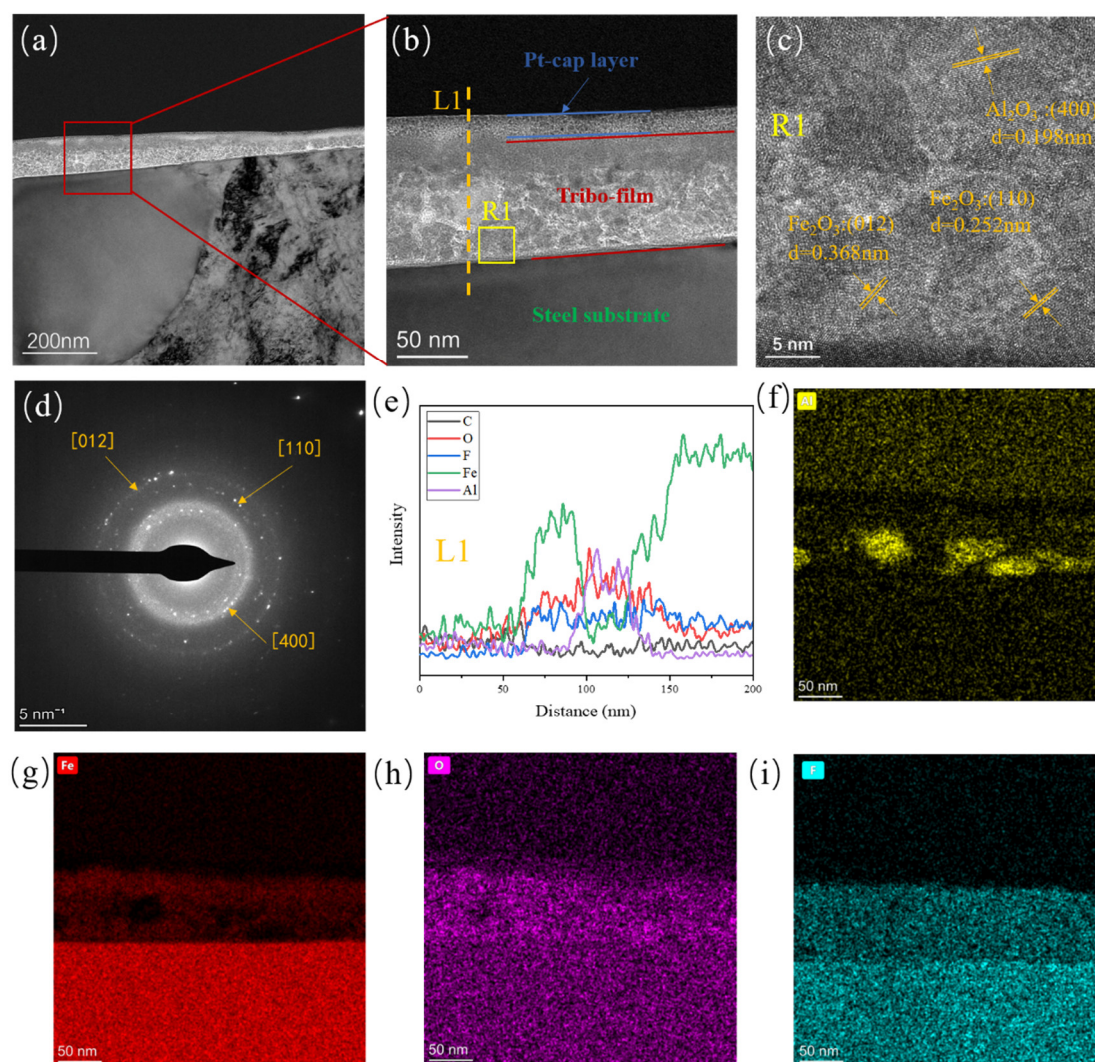 (a)
200nm
(b)
Pt-cap layer
L1
Tribo-film
R1
Steel substrate
50 nm
(c)
R1
Al₂O₃:(400)
d=0.198nm
Fe₂O₃:(110)
d=0.252nm
Fe₂O₃:(012)
d=0.368nm
5 nm
(d)
[012]
[110]
[400]
5 nm⁻¹
(e)
C
O
F
Fe
Al
L1
Intensity
0 50 100 150 200
Distance (nm)
(f)
Al
50 nm
(g)
Fe
50 nm
(h)
O
50 nm
(i)
F
50 nm